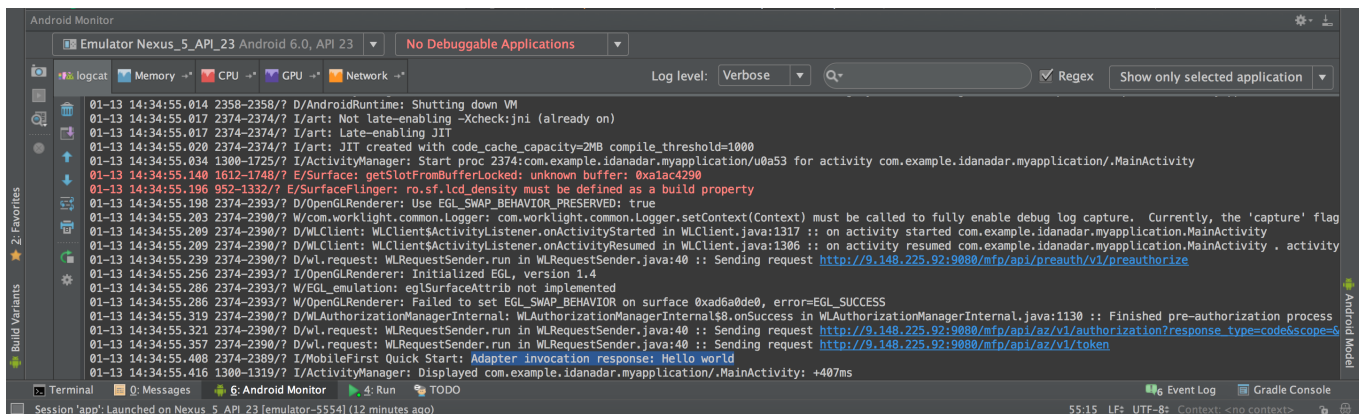 Android Monitor
Emulator Nexus_5_API_23 Android 6.0, API 23
No Debuggable Applications
logcat
Memory
CPU
GPU
Network
Log level:
Verbose
Regex
Show only selected application
01-13 14:34:55.014 2358-2358/? D/AndroidRuntime: Shutting down VM
01-13 14:34:55.017 2374-2374/? I/art: Not late-enabling -Xcheck:jni (already on)
01-13 14:34:55.017 2374-2374/? I/art: Late-enabling JIT
01-13 14:34:55.020 2374-2374/? I/art: JIT created with code_cache_capacity=2MB compile_threshold=1000
01-13 14:34:55.034 1300-1725/? I/ActivityManager: Start proc 2374:com.example.idanadar.myapplication/u0a53 for activity com.example.idanadar.myapplication/.MainActivity
01-13 14:34:55.140 1612-1748/? E/Surface: getSlotFromBufferLocked: unknown buffer: 0xa1ac4290
01-13 14:34:55.196 952-1332/? E/SurfaceFlinger: ro.sf.lcd_density must be defined as a build property
01-13 14:34:55.198 2374-2393/? D/OpenGLRenderer: Use EGL_SWAP_BEHAVIOR_PRESERVED: true
01-13 14:34:55.203 2374-2390/? W/com.worklight.common.Logger: com.worklight.common.Logger.setContext(Context) must be called to fully enable debug log capture. Currently, the 'capture' flag
01-13 14:34:55.209 2374-2390/? D/WLClient: WLClient$ActivityListener.onActivityStarted in WLClient.java:1317 :: on activity started com.example.idanadar.myapplication.MainActivity
01-13 14:34:55.209 2374-2390/? D/WLClient: WLClient$ActivityListener.onActivityResumed in WLClient.java:1306 :: on activity resumed com.example.idanadar.myapplication.MainActivity . activity
01-13 14:34:55.239 2374-2390/? D/wl.request: WLRequestSender.run in WLRequestSender.java:40 :: Sending request http://9.148.225.92:9080/mfp/api/preauth/v1/preauthorize
01-13 14:34:55.256 2374-2393/? I/OpenGLRenderer: Initialized EGL, version 1.4
01-13 14:34:55.286 2374-2393/? W/EGL_emulation: eglSurfaceAttrib not implemented
01-13 14:34:55.286 2374-2393/? W/OpenGLRenderer: Failed to set EGL_SWAP_BEHAVIOR on surface 0xad6a0de0, error=EGL_SUCCESS
01-13 14:34:55.319 2374-2390/? D/WLAuthorizationManagerInternal: WLAuthorizationManagerInternal$8.onSuccess in WLAuthorizationManagerInternal.java:1130 :: Finished pre-authorization process
01-13 14:34:55.321 2374-2390/? D/wl.request: WLRequestSender.run in WLRequestSender.java:40 :: Sending request http://9.148.225.92:9080/mfp/api/az/v1/authorization?response_type=code&scope=&
01-13 14:34:55.357 2374-2390/? D/wl.request: WLRequestSender.run in WLRequestSender.java:40 :: Sending request http://9.148.225.92:9080/mfp/api/az/v1/token
01-13 14:34:55.408 2374-2389/? I/MobileFirst Quick Start: Adapter invocation response: Hello world
01-13 14:34:55.416 1300-1319/? I/ActivityManager: Displayed com.example.idanadar.myapplication/.MainActivity: +407ms
2: Favorites
Build Variants
Android Model
Terminal
0: Messages
6: Android Monitor
4: Run
TODO
6 Event Log
Gradle Console
Session 'app': Launched on Nexus_5_API_23 [emulator-5554] (12 minutes ago)
55:15 LF÷ UTF-8÷ Context: <no context>